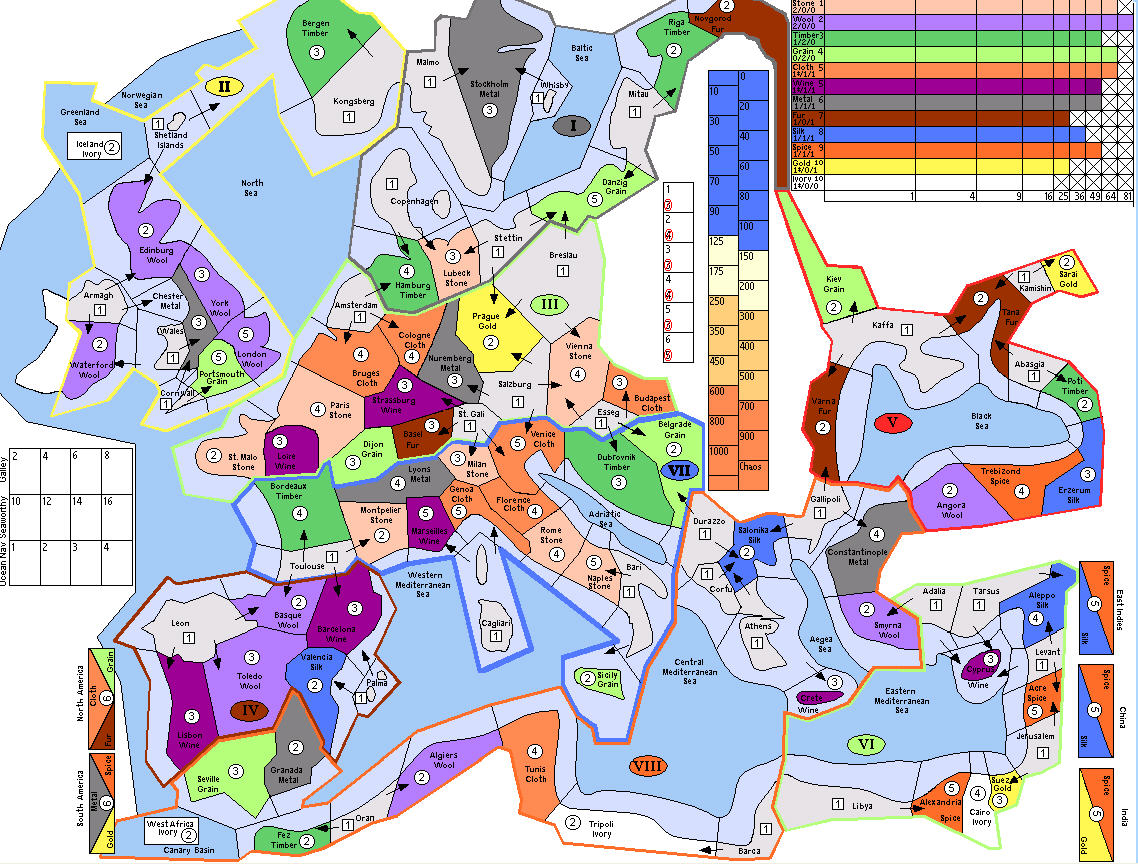 Bergen
Timber
3
Kongsberg
1
II
Norwegian
Sea
Greenland
Sea
Iceland
Ivory
2
1
Shetland
Islands
North
Sea
Malmo
1
Stockholm
Metal
3
Baltic
Sea
Whisby
1
I
Riga
Timber
2
Novgorod
Fur
2
Mitau
1
Danzig
Grain
5
1
Copenhagen
Stettin
1
Hamburg
Timber
4
Lubeck
Stone
3
Breslau
1
III
Edinburg
Wool
2
Armagh
1
Chester
Metal
3
York
Wool
3
Wales
1
London
Wool
5
Portsmouth
Grain
5
Cornwall
1
Waterford
Wool
2
Amsterdam
1
Cologne
Cloth
4
Prague
Gold
2
Nuremberg
Metal
3
Vienna
Stone
4
Bruges
Cloth
4
Strassburg
Wine
3
Salzburg
1
Budapest
Cloth
3
Paris
Stone
4
St. Gall
1
Esseg
1
Belgrade
Grain
2
Basel
Fur
3
Dijon
Grain
3
Loire
Wine
3
St. Malo
Stone
2
Venice
Cloth
5
VII
Dubrovnik
Timber
3
Milan
Stone
3
Lyons
Metal
4
Bordeaux
Timber
4
Genoa
Cloth
5
Florence
Cloth
4
Montpelier
Stone
2
Marseilles
Wine
5
Adriatic
Sea
Rome
Stone
4
Naples
Stone
5
Bari
1
Toulouse
1
Western
Mediterranean
Sea
Cagliari
1
Sicily
Grain
2
Leon
1
Basque
Wool
2
Barcelona
Wine
3
Toledo
Wool
3
Valencia
Silk
2
Palma
1
IV
Lisbon
Wine
3
Seville
Grain
3
Granada
Metal
2
Algiers
Wool
2
Tunis
Cloth
4
VIII
Oran
1
Fez
Timber
2
West Africa
Ivory
2
Canary Basin
Tripoli
Ivory
2
Barca
1
Central
Mediterranean
Sea
Durazzo
1
Salonika
Silk
2
Corfu
1
Athens
1
Aegea
Sea
Crete
Wine
3
Gallipoli
1
Constantinople
Metal
4
Smyrna
Wool
2
Eastern
Mediterranean
Sea
VI
Libya
1
Alexandria
Spice
5
Cairo
Ivory
4
Suez
Gold
3
Jerusalem
1
Acre
Spice
5
Levant
1
Aleppo
Silk
4
Tarsus
1
Adalia
1
Cyprus
Wine
3
Kiev
Grain
2
Kaffa
1
Tana
Fur
2
Kamishin
1
Sarai
Gold
2
Abasgia
1
Poti
Timber
2
Varna
Fur
2
V
Black
Sea
Angora
Wool
2
Trebizond
Spice
4
Erzerum
Silk
3
Stone 1
2/0/0
Wool 2
2/0/0
Timber3
1/2/0
Grain 4
0/2/0
Cloth 5
1*/1/1
Wine 5
1*/1/1
Metal 6
1/1/1
Fur 7
1/0/1
Silk 8
1/1/1
Spice 9
1/1/1
Gold 10
1*/0/1
Ivory 10
1*/0/0
1 4 9 16 25 36 49 64 81
0
10
20
30
40
50
60
70
80
90
100
125
150
175
200
250
300
350
400
450
500
600
700
800
900
1000
Chaos
1
2
3
4
5
6
Galley
2 4 6 8
Seaworthy
10 12 14 16
Ocean Nav
1 2 3 4
North America
Grain
Cloth
6
Fur
South America
Spice
Metal
6
Gold
East Indies
Spice
5
Silk
China
Spice
5
Silk
India
Spice
5
Gold